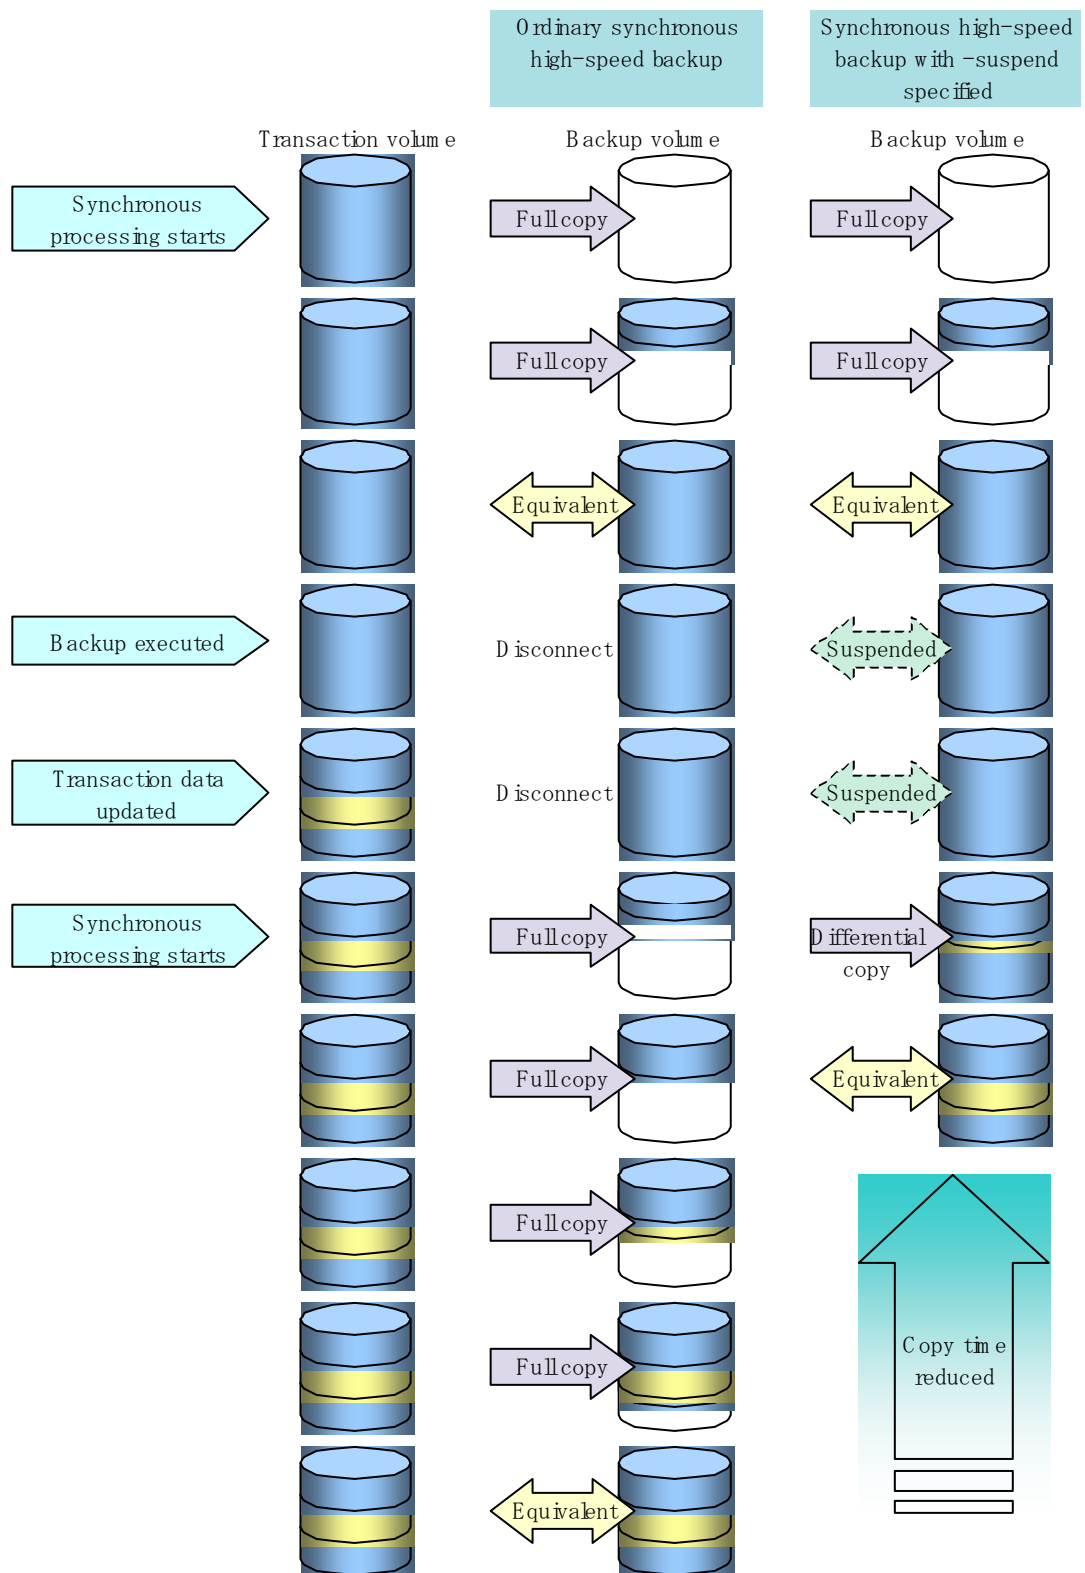 Ordinary synchronous
high-speed backup
Synchronous high-speed
backup with -suspend
specified
Transaction volume
Backup volume
Backup volume
Synchronous
processing starts
Full copy
Full copy
Full copy
Full copy
Equivalent
Equivalent
Backup executed
Disconnect
Suspended
Transaction data
updated
Disconnect
Suspended
Synchronous
processing starts
Full copy
Differential
copy
Full copy
Equivalent
Full copy
Full copy
Copy time
reduced
Equivalent